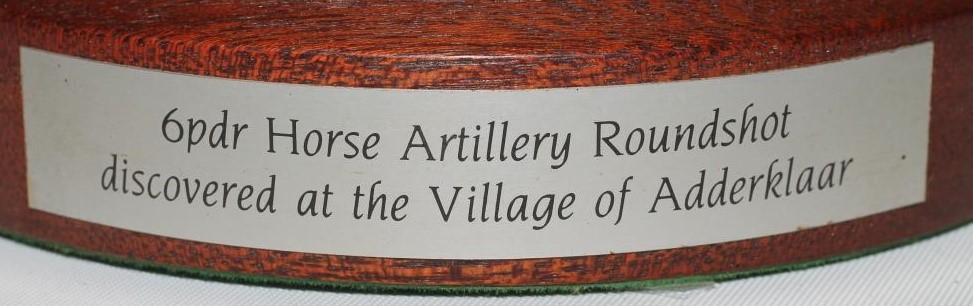 6pdr Horse Artillery Roundshot
discovered at the Village of Adderklaar